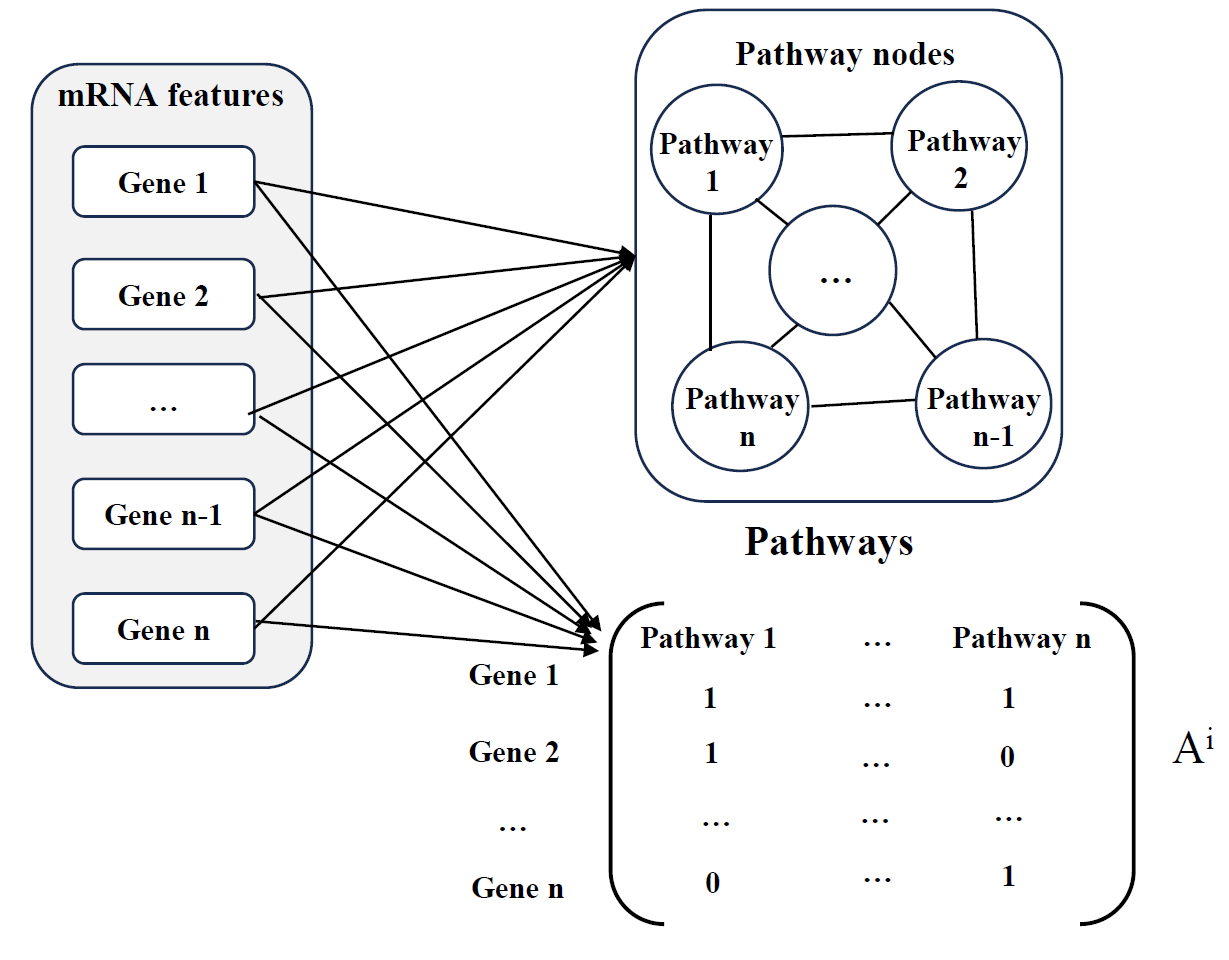 mRNA features
Gene 1
Gene 2
...
Gene n-1
Gene n
Pathway nodes
Pathway
1
Pathway
2
...
Pathway
n
Pathway
n-1
Pathways
Pathway 1 ... Pathway n
Gene 1 1 ... 1
Gene 2 1 ... 0
... ... ... ...
Gene n 0 ... 1
Aⁱ